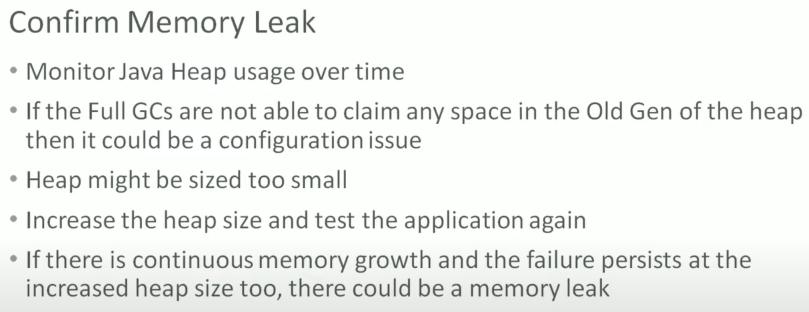 Confirm Memory Leak
• Monitor Java Heap usage over time
• If the Full GCs are not able to claim any space in the Old Gen of the heap
then it could be a configuration issue
• Heap might be sized too small
• Increase the heap size and test the application again
• If there is continuous memory growth and the failure persists at the
increased heap size too, there could be a memory leak